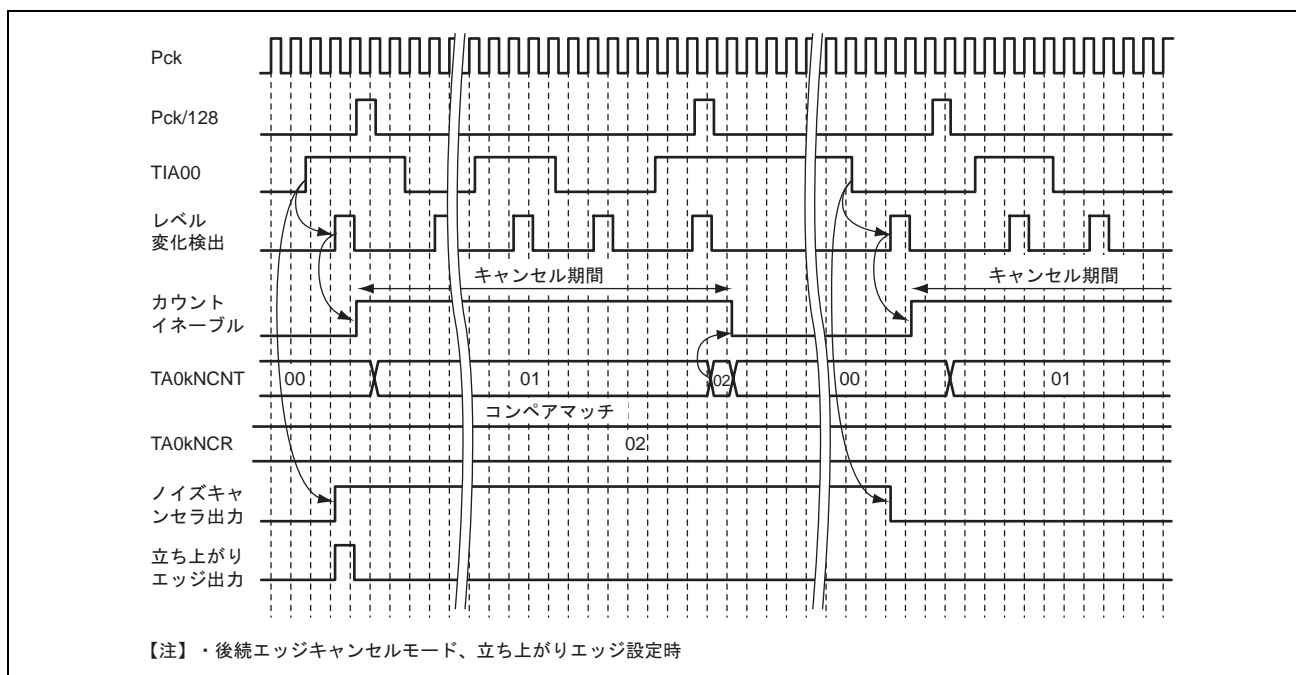 Pck
Pck/128
TIA00
レベル
変化検出
キャンセル期間
キャンセル期間
カウント
イネーブル
TA0kNCNT
00
01
02
00
01
コンペアマッチ
TA0kNCR
02
ノイズキャ
ンセラ出力
立ち上がり
エッジ出力
【注】・後続エッジキャンセルモード、立ち上がりエッジ設定時